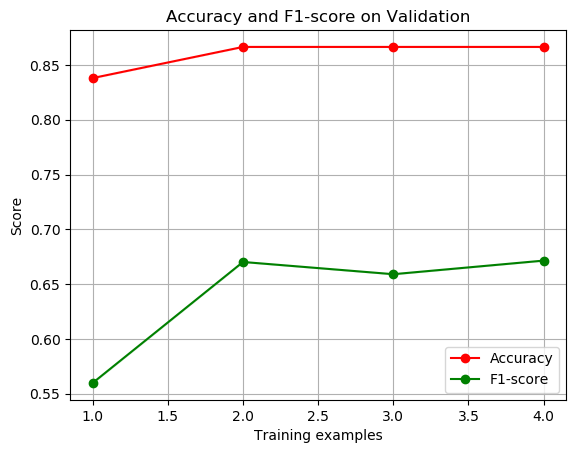 Accuracy and F1-score on Validation
Score
0.85
0.80
0.75
0.70
0.65
0.60
0.55
1.0 1.5 2.0 2.5 3.0 3.5 4.0
Training examples
Accuracy
F1-score